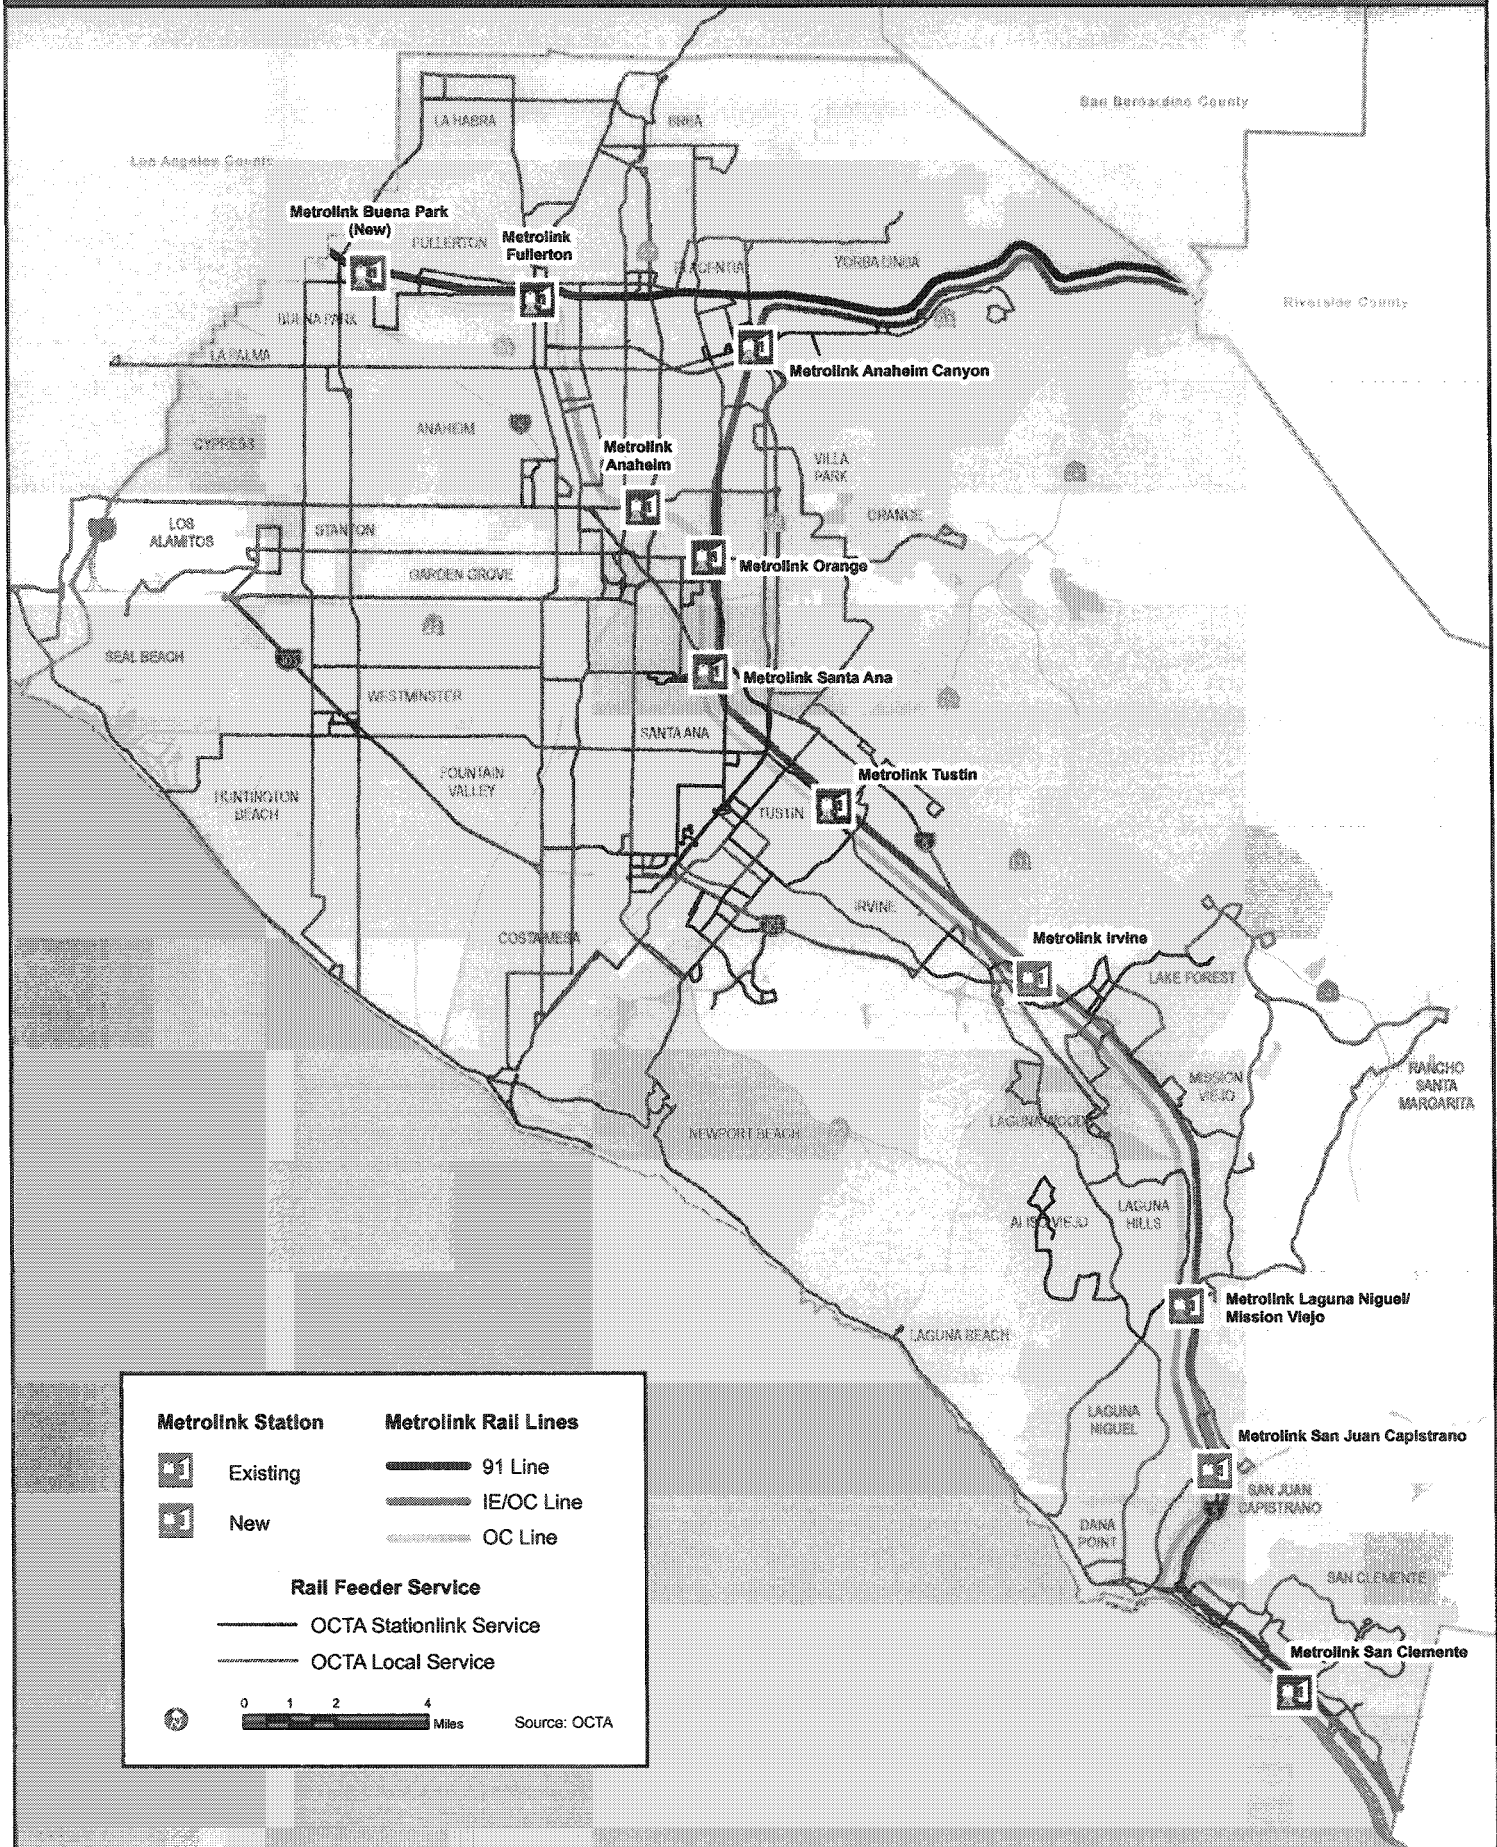 San Bernardino County
LA HABRA
BREA
Los Angeles County
Metrolink Buena Park
(New)
FULLERTON
Metrolink
Fullerton
PLACENTIA
YORBA LINDA
Riverside County
BUENA PARK
LA PALMA
Metrolink Anaheim Canyon
CYPRESS
ANAHEIM
Metrolink
Anaheim
VILLA
PARK
LOS
ALAMITOS
STANTON
ORANGE
GARDEN GROVE
Metrolink Orange
SEAL BEACH
405
WESTMINSTER
Metrolink Santa Ana
SANTA ANA
FOUNTAIN
VALLEY
Metrolink Tustin
HUNTINGTON
BEACH
TUSTIN
IRVINE
COSTA MESA
Metrolink Irvine
LAKE FOREST
RANCHO
SANTA
MARGARITA
MISSION
VIEJO
LAGUNA WOODS
NEWPORT BEACH
ALISO VIEJO
LAGUNA
HILLS
Metrolink Laguna Niguel/
Mission Viejo
LAGUNA BEACH
LAGUNA
NIGUEL
Metrolink San Juan Capistrano
SAN JUAN
CAPISTRANO
DANA
POINT
SAN CLEMENTE
Metrolink San Clemente
Metrolink Station
Existing
New
Metrolink Rail Lines
91 Line
IE/OC Line
OC Line
Rail Feeder Service
OCTA Stationlink Service
OCTA Local Service
N
0 1 2 4
Miles
Source: OCTA